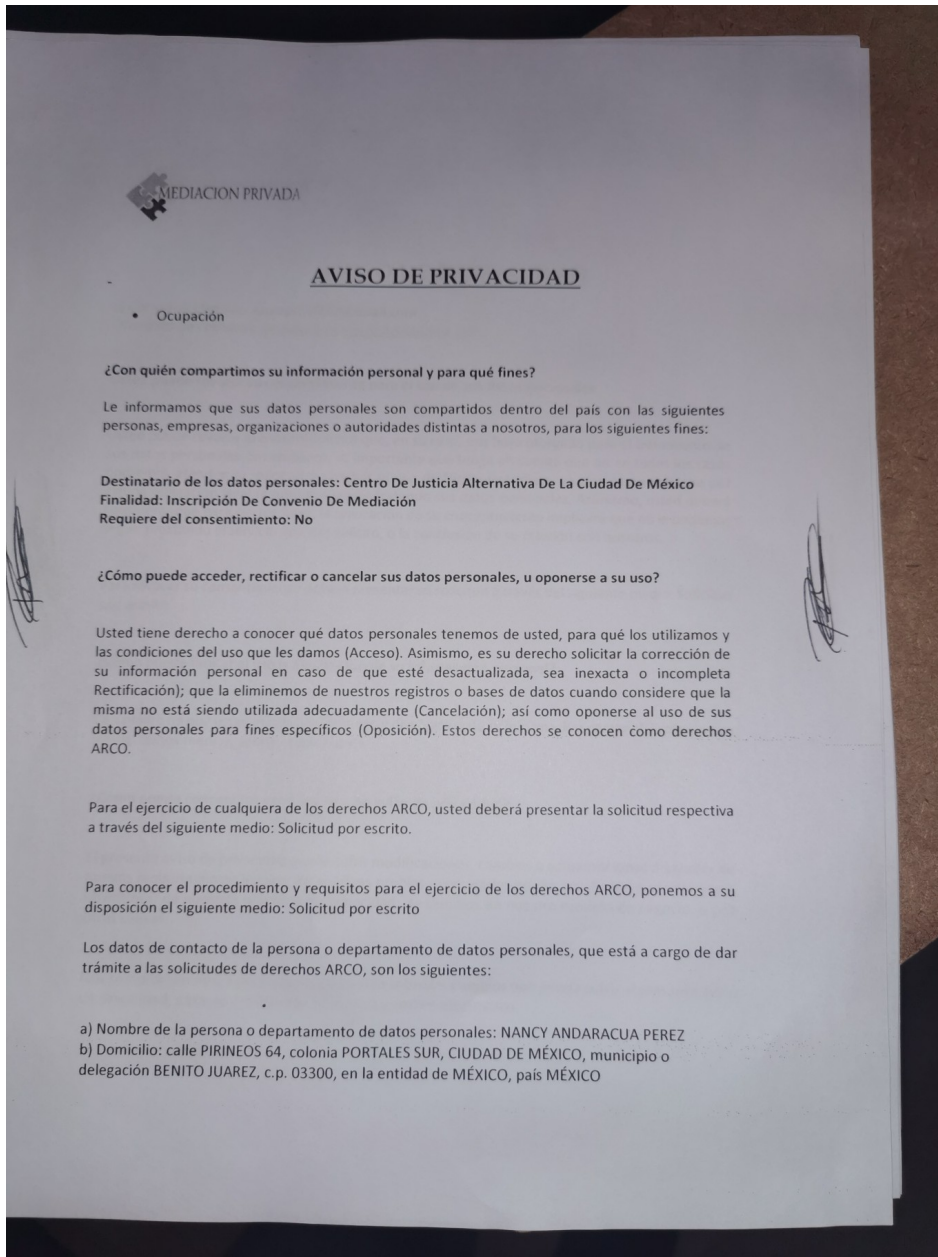 MEDIACION PRIVADA
AVISO DE PRIVACIDAD
• Ocupación
¿Con quién compartimos su información personal y para qué fines?
Le informamos que sus datos personales son compartidos dentro del país con las siguientes
personas, empresas, organizaciones o autoridades distintas a nosotros, para los siguientes fines:
Destinatario de los datos personales: Centro De Justicia Alternativa De La Ciudad De México
Finalidad: Inscripción De Convenio De Mediación
Requiere del consentimiento: No
¿Cómo puede acceder, rectificar o cancelar sus datos personales, u oponerse a su uso?
Usted tiene derecho a conocer qué datos personales tenemos de usted, para qué los utilizamos y
las condiciones del uso que les damos (Acceso). Asimismo, es su derecho solicitar la corrección de
su información personal en caso de que esté desactualizada, sea inexacta o incompleta
Rectificación); que la eliminemos de nuestros registros o bases de datos cuando considere que la
misma no está siendo utilizada adecuadamente (Cancelación); así como oponerse al uso de sus
datos personales para fines específicos (Oposición). Estos derechos se conocen como derechos
ARCO.
Para el ejercicio de cualquiera de los derechos ARCO, usted deberá presentar la solicitud respectiva
a través del siguiente medio: Solicitud por escrito.
Para conocer el procedimiento y requisitos para el ejercicio de los derechos ARCO, ponemos a su
disposición el siguiente medio: Solicitud por escrito
Los datos de contacto de la persona o departamento de datos personales, que está a cargo de dar
trámite a las solicitudes de derechos ARCO, son los siguientes:
a) Nombre de la persona o departamento de datos personales: NANCY ANDARACUA PEREZ
b) Domicilio: calle PIRINEOS 64, colonia PORTALES SUR, CIUDAD DE MÉXICO, municipio o
delegación BENITO JUAREZ, c.p. 03300, en la entidad de MÉXICO, país MÉXICO